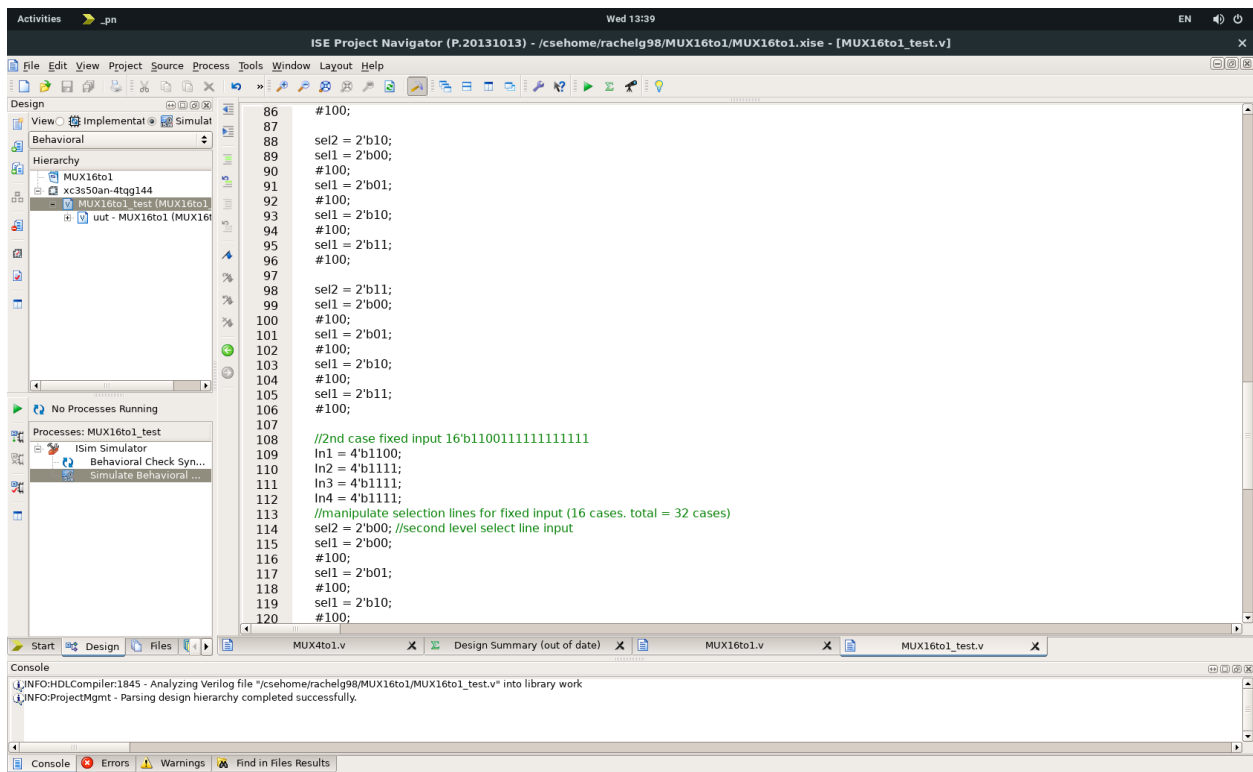 Activities _pn Wed 13:39 EN
ISE Project Navigator (P.20131013) - /csehome/rachelg98/MUX16to1/MUX16to1.xise - [MUX16to1_test.v]
File Edit View Project Source Process Tools Window Layout Help
Design
View Implementat Simulat
Behavioral
Hierarchy
MUX16to1
xc3s50an-4tqg144
MUX16to1_test (MUX16to1_
uut - MUX16to1 (MUX16t
No Processes Running
Processes: MUX16to1_test
ISim Simulator
Behavioral Check Syn...
Simulate Behavioral ...
Start Design Files
86 #100;
87
88 sel2 = 2'b10;
89 sel1 = 2'b00;
90 #100;
91 sel1 = 2'b01;
92 #100;
93 sel1 = 2'b10;
94 #100;
95 sel1 = 2'b11;
96 #100;
97
98 sel2 = 2'b11;
99 sel1 = 2'b00;
100 #100;
101 sel1 = 2'b01;
102 #100;
103 sel1 = 2'b10;
104 #100;
105 sel1 = 2'b11;
106 #100;
107
108 //2nd case fixed input 16'b1100111111111111
109 In1 = 4'b1100;
110 In2 = 4'b1111;
111 In3 = 4'b1111;
112 In4 = 4'b1111;
113 //manipulate selection lines for fixed input (16 cases. total = 32 cases)
114 sel2 = 2'b00; //second level select line input
115 sel1 = 2'b00;
116 #100;
117 sel1 = 2'b01;
118 #100;
119 sel1 = 2'b10;
120 #100;
MUX4to1.v Design Summary (out of date) MUX16to1.v MUX16to1_test.v
Console
INFO:HDLCompiler:1845 - Analyzing Verilog file "/csehome/rachelg98/MUX16to1/MUX16to1_test.v" into library work
INFO:ProjectMgmt - Parsing design hierarchy completed successfully.
Console Errors Warnings Find in Files Results